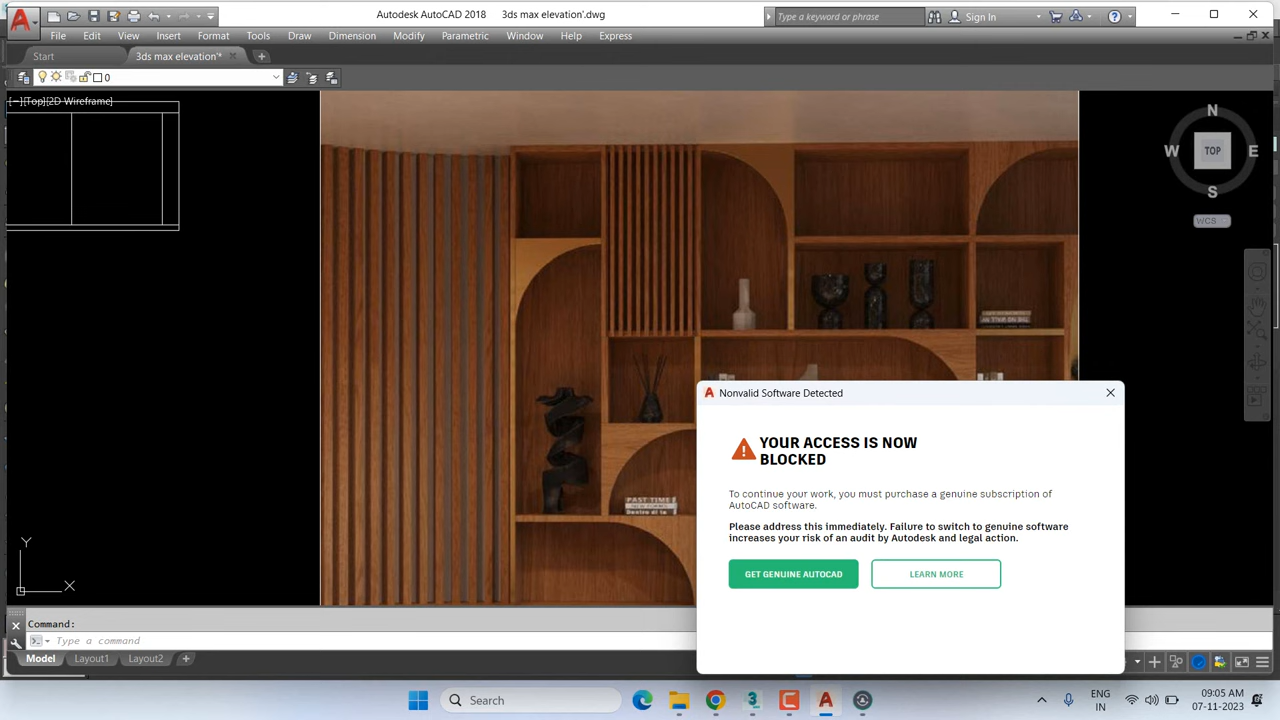 Autodesk AutoCAD 2018 3ds max elevation'.dwg
Type a keyword or phrase
Sign In
File Edit View Insert Format Tools Draw Dimension Modify Parametric Window Help Express
Start
3ds max elevation'*
0
[−][Top][2D Wireframe]
N
W TOP E
S
WCS
PAST TIME
Nonvalid Software Detected
YOUR ACCESS IS NOW
BLOCKED
To continue your work, you must purchase a genuine subscription of
AutoCAD software.
Please address this immediately. Failure to switch to genuine software
increases your risk of an audit by Autodesk and legal action.
GET GENUINE AUTOCAD
LEARN MORE
Y
X
Command:
Type a command
Model Layout1 Layout2
Search
ENG
IN
09:05 AM
07-11-2023